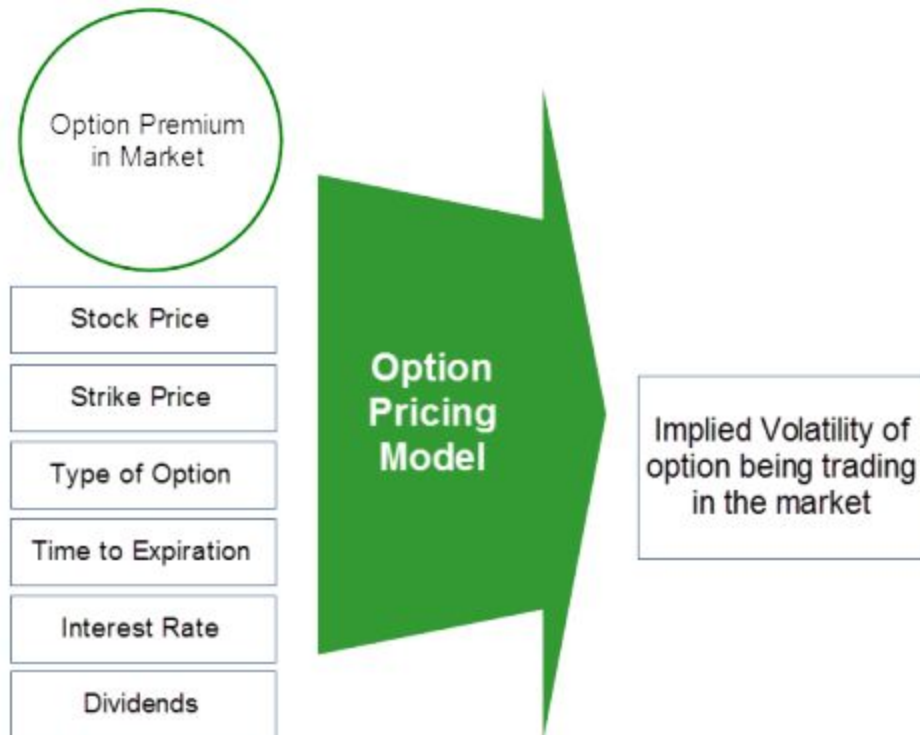 Option Premium
in Market
Stock Price
Strike Price
Type of Option
Time to Expiration
Interest Rate
Dividends
Option
Pricing
Model
Implied Volatility of
option being trading
in the market